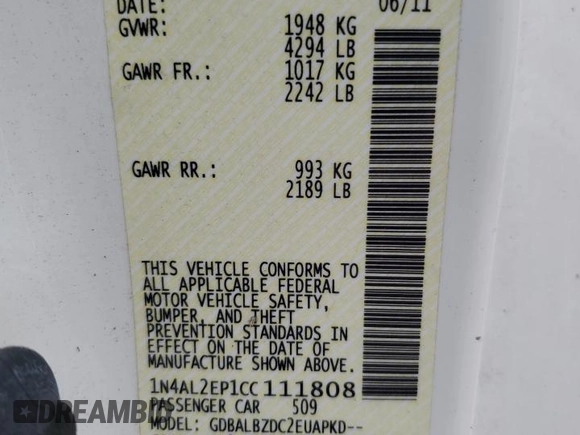 DATE: 06/11
GVWR: 1948 KG
4294 LB
GAWR FR.: 1017 KG
2242 LB
GAWR RR.: 993 KG
2189 LB
THIS VEHICLE CONFORMS TO
ALL APPLICABLE FEDERAL
MOTOR VEHICLE SAFETY,
BUMPER, AND THEFT
PREVENTION STANDARDS IN
EFFECT ON THE DATE OF
MANUFACTURE SHOWN ABOVE.
1N4AL2EP1CC111808
PASSENGER CAR 509
MODEL: GDBALBZDC2EUAPKD--
DREAMBID